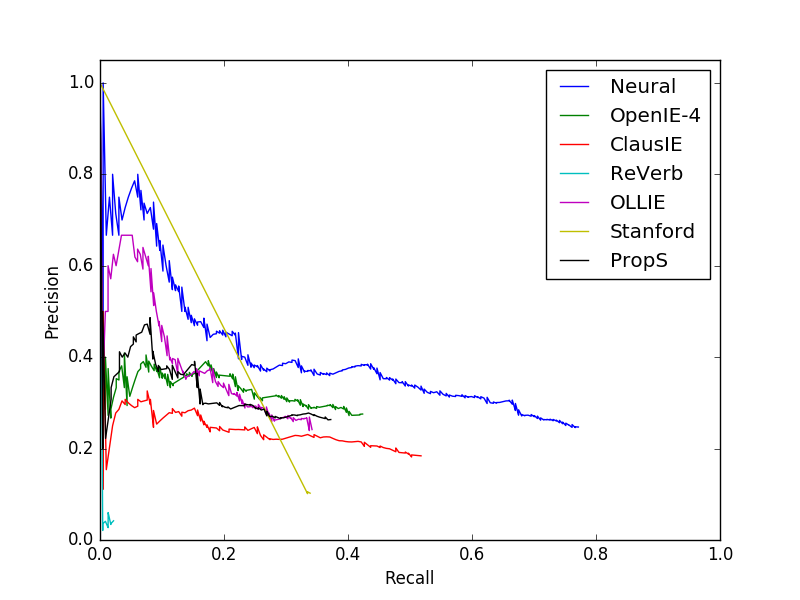 1.0
0.8
0.6
0.4
0.2
0.0
Precision
0.0 0.2 0.4 0.6 0.8 1.0
Recall
Neural
OpenIE-4
ClausIE
ReVerb
OLLIE
Stanford
PropS